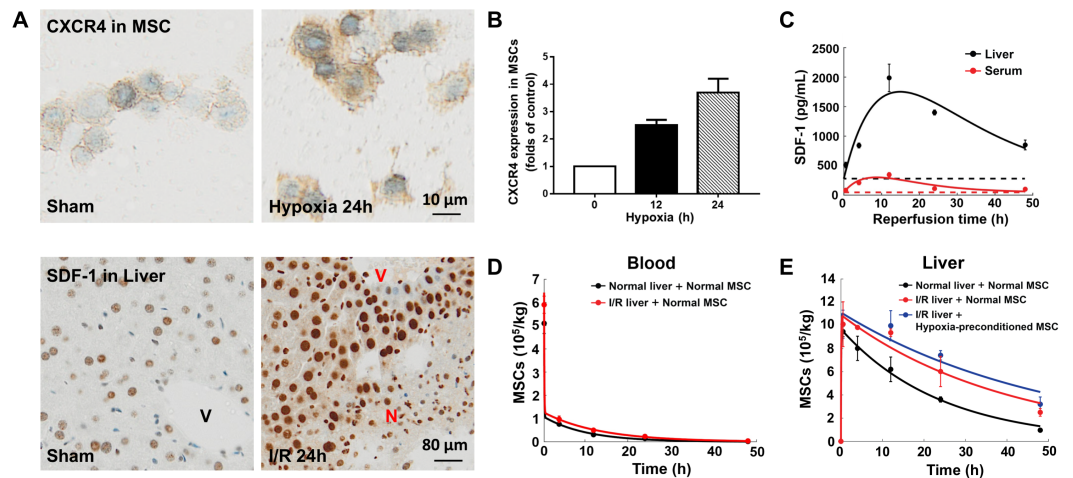 A
CXCR4 in MSC
Sham
Hypoxia 24h
10 μm
SDF-1 in Liver
V
Sham
V
N
I/R 24h
80 μm
B
CXCR4 expression in MSCs
(folds of control)
5
4
3
2
1
0
0
12
24
Hypoxia (h)
C
SDF-1 (pg/mL)
2500
2000
1500
1000
500
0
Liver
Serum
0
10
20
30
40
50
Reperfusion time (h)
D
Blood
MSCs (10⁵/kg)
7
6
5
4
3
2
1
0
Normal liver + Normal MSC
I/R liver + Normal MSC
0
10
20
30
40
50
Time (h)
E
Liver
MSCs (10⁵/kg)
14
12
10
8
6
4
2
0
Normal liver + Normal MSC
I/R liver + Normal MSC
I/R liver +
Hypoxia-preconditioned MSC
0
10
20
30
40
50
Time (h)